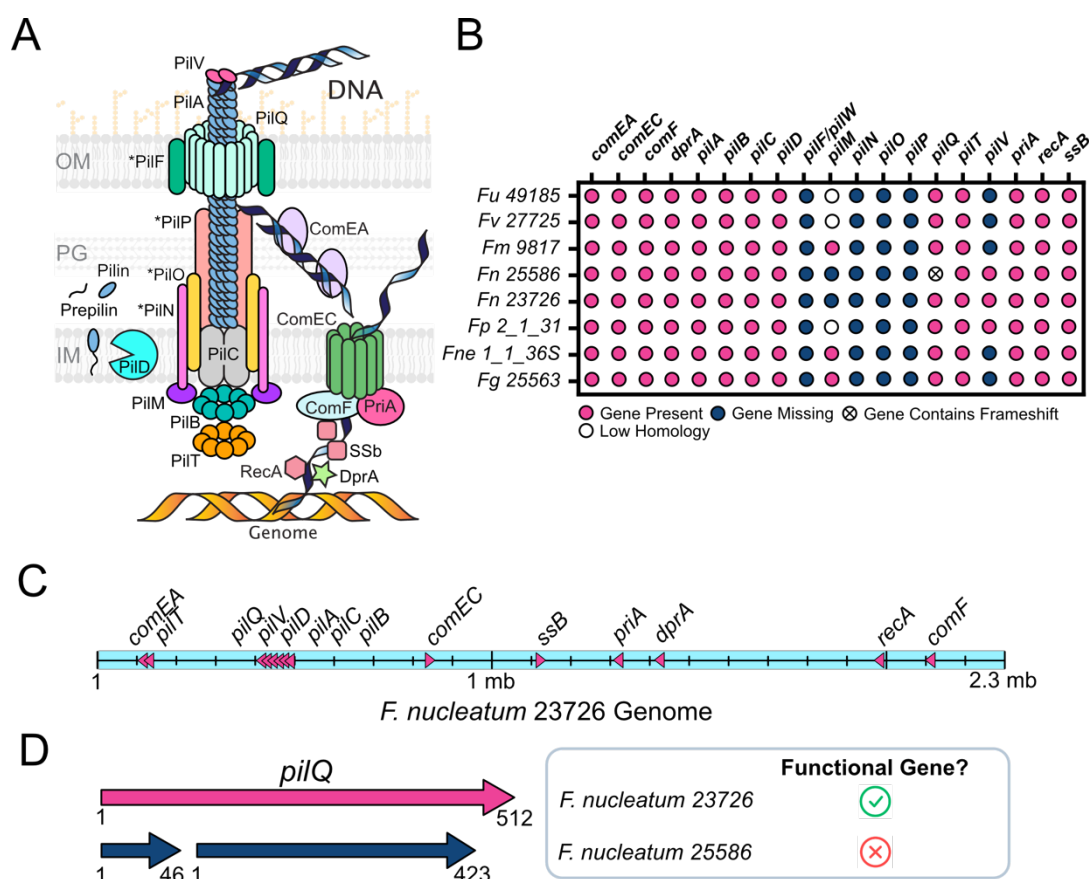 A
PilV
PilA
DNA
PilQ
OM
*PilF
*PilP
ComEA
PG
Pilin
*PilO
Prepilin
*PilN
ComEC
IM
PilD
PilC
PilM
ComF
PriA
PilB
SSb
PilT
RecA
DprA
Genome
B
comEA
comEC
comF
dprA
pilA
pilB
pilC
pilD
pilF/pilW
pilM
pilN
pilO
pilP
pilQ
pilT
pilV
priA
recA
ssB
Fu 49185
Fv 27725
Fm 9817
Fn 25586
Fn 23726
Fp 2_1_31
Fne 1_1_36S
Fg 25563
Gene Present
Gene Missing
Gene Contains Frameshift
Low Homology
C
comEA
pilT
pilQ
pilV
pilD
pilA
pilC
pilB
comEC
ssB
priA
dprA
recA
comF
1
1 mb
2.3 mb
F. nucleatum 23726 Genome
D
pilQ
1
512
1
46
1
423
Functional Gene?
F. nucleatum 23726
F. nucleatum 25586